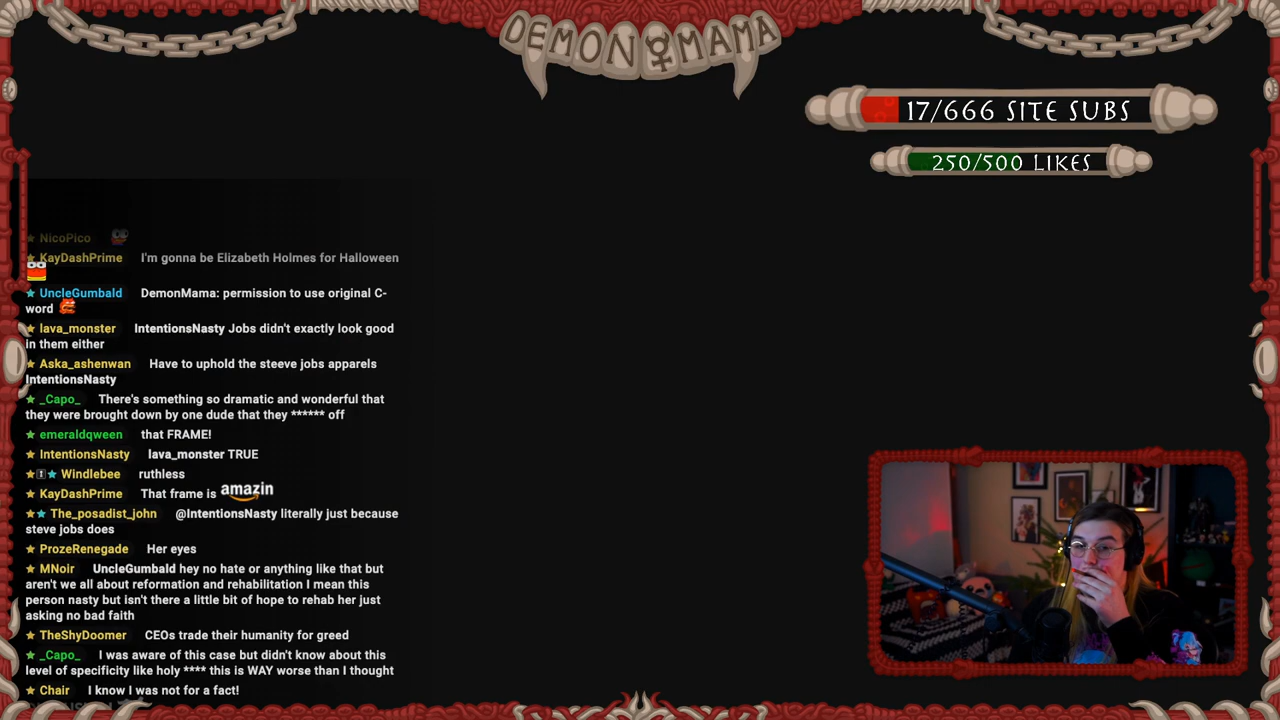 DEMON MAMA
17/666 SITE SUBS
250/500 LIKES
NicoPico
KayDashPrime I'm gonna be Elizabeth Holmes for Halloween
UncleGumbald DemonMama: permission to use original C-
word
lava_monster IntentionsNasty Jobs didn't exactly look good
in them either
Aska_ashenwan Have to uphold the steeve jobs apparels
IntentionsNasty
_Capo_ There's something so dramatic and wonderful that
they were brought down by one dude that they ****** off
emeraldqween that FRAME!
IntentionsNasty lava_monster TRUE
Windlebee ruthless
KayDashPrime That frame is amazin
The_posadist_john @IntentionsNasty literally just because
steve jobs does
ProzeRenegade Her eyes
MNoir UncleGumbald hey no hate or anything like that but
aren't we all about reformation and rehabilitation I mean this
person nasty but isn't there a little bit of hope to rehab her just
asking no bad faith
TheShyDoomer CEOs trade their humanity for greed
_Capo_ I was aware of this case but didn't know about this
level of specificity like holy **** this is WAY worse than I thought
Chair I know I was not for a fact!